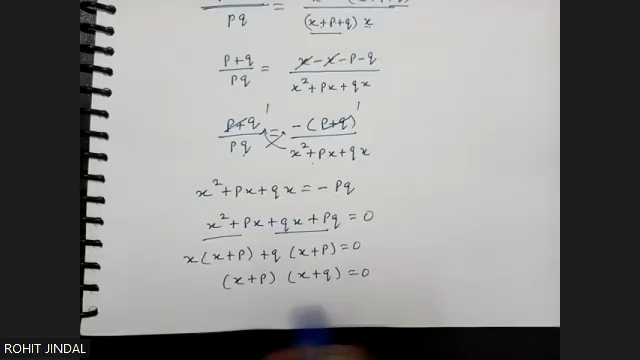 pq = (x+p+q) x
p+q / pq = x - x - p - q / x² + px + qx
p+q / pq = -(p+q) / x² + px + qx
x² + px + qx = - pq
x² + px + qx + pq = 0
x(x+p) + q(x+p) = 0
(x+p) (x+q) = 0
ROHIT JINDAL